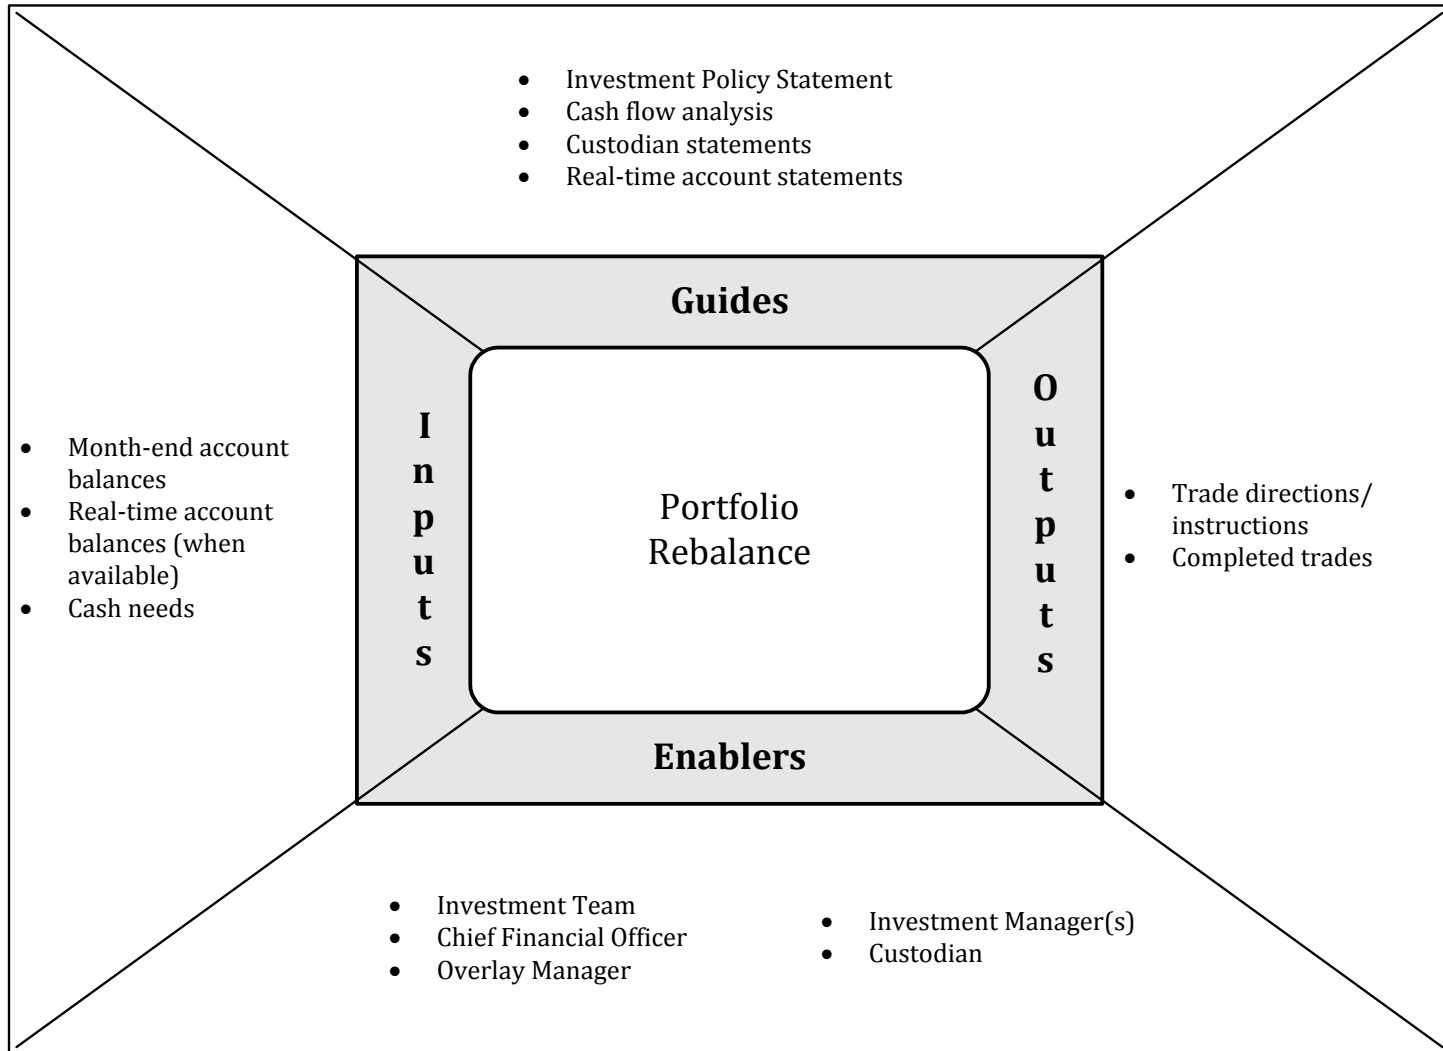 • Investment Policy Statement
• Cash flow analysis
• Custodian statements
• Real-time account statements
Guides
Inputs
• Month-end account
balances
• Real-time account
balances (when
available)
• Cash needs
Portfolio
Rebalance
Outputs
• Trade directions/
instructions
• Completed trades
Enablers
• Investment Team
• Chief Financial Officer
• Overlay Manager
• Investment Manager(s)
• Custodian